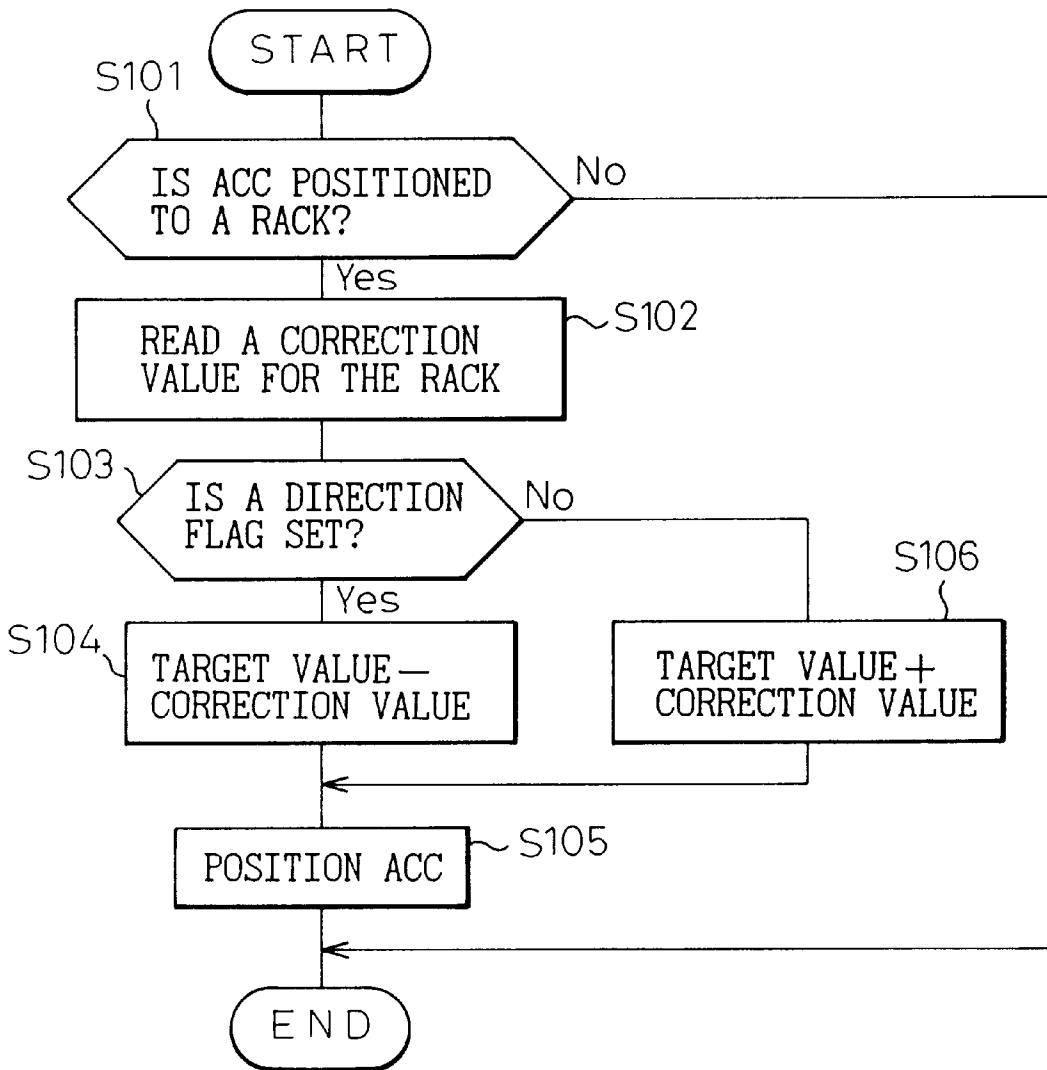 START
S101
IS ACC POSITIONED
TO A RACK?
No
Yes
S102
READ A CORRECTION
VALUE FOR THE RACK
S103
IS A DIRECTION
FLAG SET?
No
Yes
S104
TARGET VALUE−
CORRECTION VALUE
S106
TARGET VALUE+
CORRECTION VALUE
S105
POSITION ACC
END